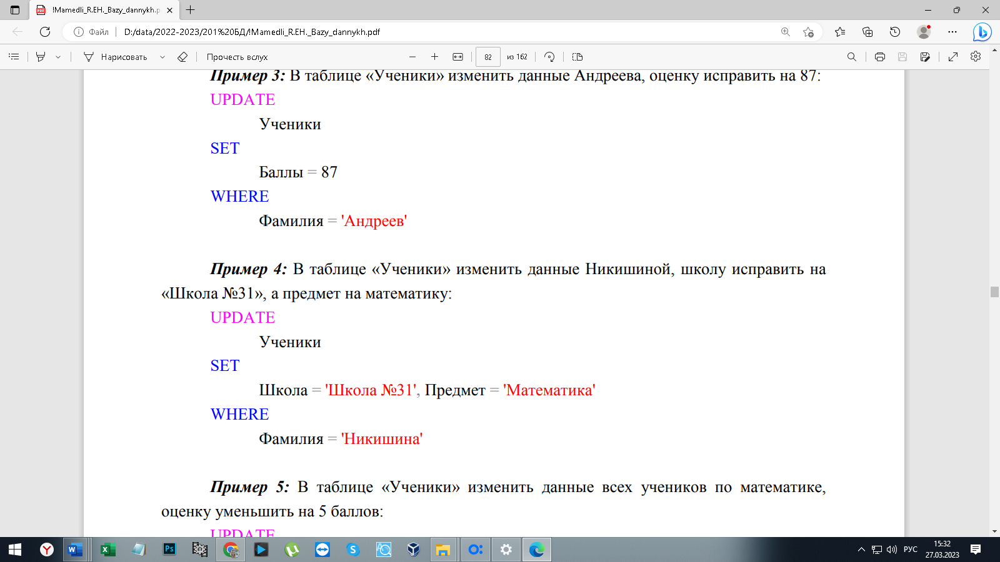 !Mamedli_R.EH._Bazy_dannykh.p
Файл D:/data/2022-2023/201%20БД/!Mamedli_R.EH._Bazy_dannykh.pdf
Нарисовать Прочесть вслух 82 из 162
Пример 3: В таблице «Ученики» изменить данные Андреева, оценку исправить на 87:
UPDATE
Ученики
SET
Баллы = 87
WHERE
Фамилия = 'Андреев'
Пример 4: В таблице «Ученики» изменить данные Никишиной, школу исправить на
«Школа №31», а предмет на математику:
UPDATE
Ученики
SET
Школа = 'Школа №31', Предмет = 'Математика'
WHERE
Фамилия = 'Никишина'
Пример 5: В таблице «Ученики» изменить данные всех учеников по математике,
оценку уменьшить на 5 баллов:
UPDATE
РУС
15:32
27.03.2023